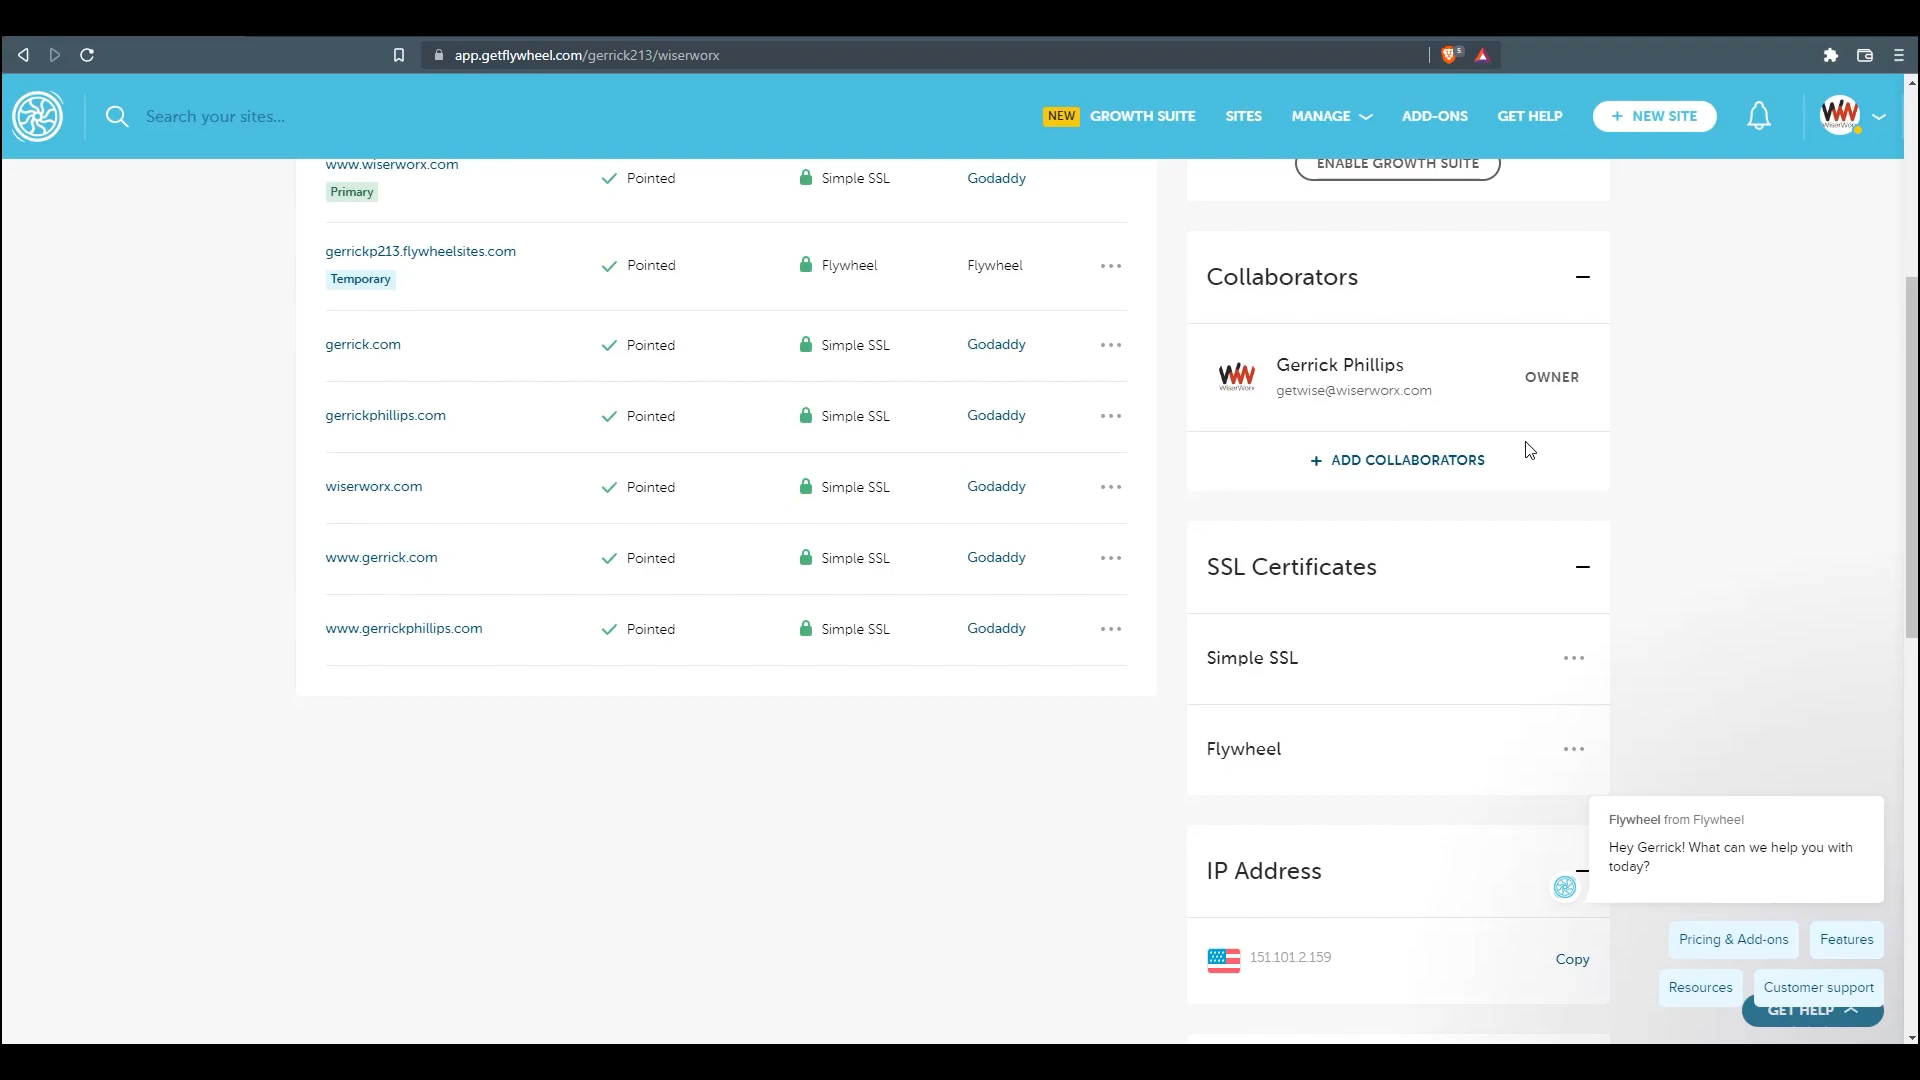 app.getflywheel.com/gerrick213/wiserworx
5
Search your sites...
NEW GROWTH SUITE SITES MANAGE ADD-ONS GET HELP + NEW SITE
www.wiserworx.com
Primary
Pointed Simple SSL Godaddy
gerrickp213.flywheelsites.com
Temporary
Pointed Flywheel Flywheel
gerrick.com Pointed Simple SSL Godaddy
gerrickphillips.com Pointed Simple SSL Godaddy
wiserworx.com Pointed Simple SSL Godaddy
www.gerrick.com Pointed Simple SSL Godaddy
www.gerrickphillips.com Pointed Simple SSL Godaddy
ENABLE GROWTH SUITE
Collaborators
WiserWorx
Gerrick Phillips
getwise@wiserworx.com
OWNER
+ ADD COLLABORATORS
SSL Certificates
Simple SSL
Flywheel
IP Address
151.101.2.159 Copy
Flywheel from Flywheel
Hey Gerrick! What can we help you with
today?
Pricing & Add-ons Features
Resources Customer support
GET HELP